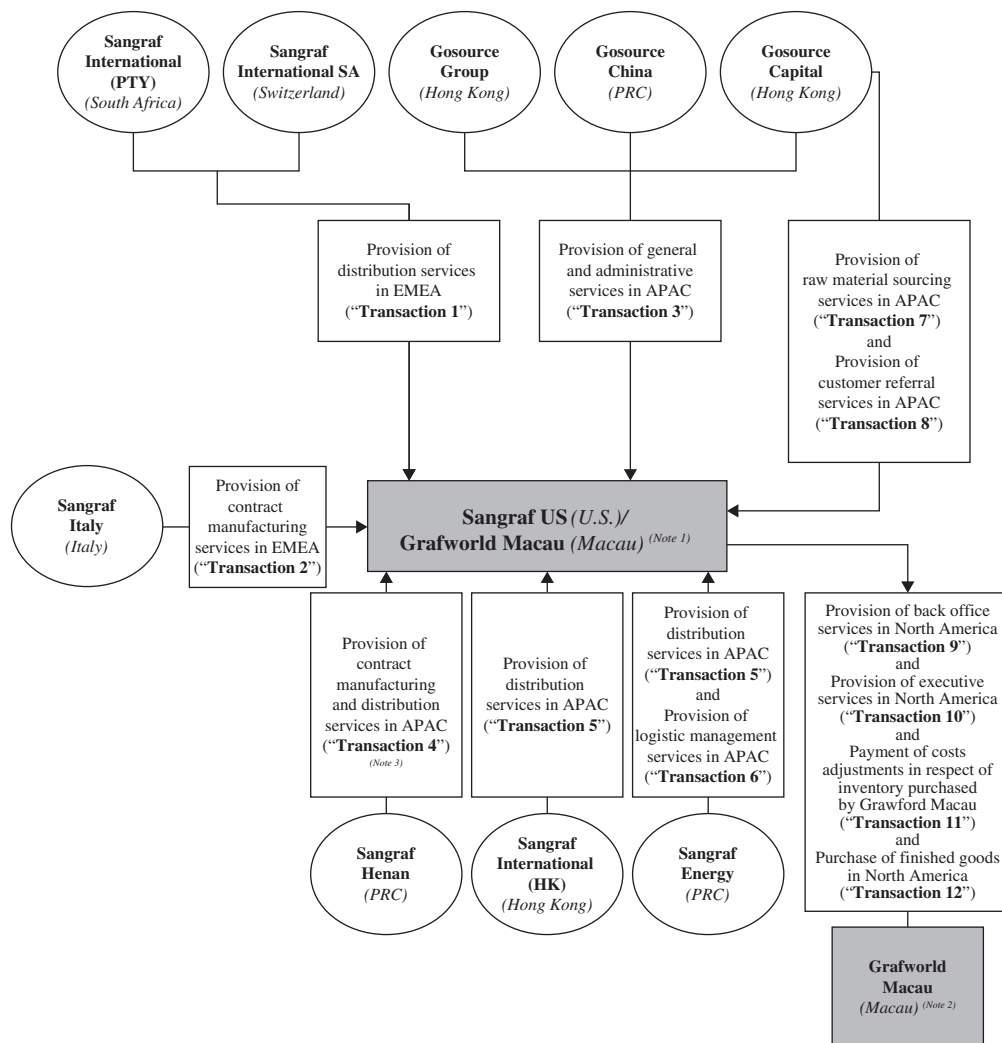 Sangraf
International
(PTY)
(South Africa)
Sangraf
International SA
(Switzerland)
Gosource
Group
(Hong Kong)
Gosource
China
(PRC)
Gosource
Capital
(Hong Kong)
Provision of
distribution services
in EMEA
(“Transaction 1”)
Provision of general
and administrative
services in APAC
(“Transaction 3”)
Provision of
raw material sourcing
services in APAC
(“Transaction 7”)
and
Provision of
customer referral
services in APAC
(“Transaction 8”)
Sangraf
Italy
(Italy)
Provision of
contract
manufacturing
services in EMEA
(“Transaction 2”)
Sangraf US (U.S.)/
Grafworld Macau (Macau) (Note 1)
Provision of
contract
manufacturing
and distribution
services in APAC
(“Transaction 4”)
(Note 3)
Provision of
distribution
services in APAC
(“Transaction 5”)
Provision of
distribution
services in APAC
(“Transaction 5”)
and
Provision of
logistic management
services in APAC
(“Transaction 6”)
Provision of back office
services in North America
(“Transaction 9”)
and
Provision of executive
services in North America
(“Transaction 10”)
and
Payment of costs
adjustments in respect of
inventory purchased
by Grawford Macau
(“Transaction 11”)
and
Purchase of finished goods
in North America
(“Transaction 12”)
Sangraf
Henan
(PRC)
Sangraf
International
(HK)
(Hong Kong)
Sangraf
Energy
(PRC)
Grafworld
Macau
(Macau) (Note 2)